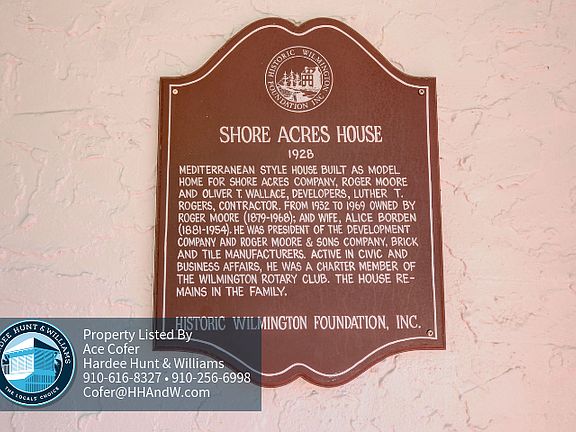 HISTORIC WILMINGTON
FOUNDATION INC.
SHORE ACRES HOUSE
1928
MEDITERRANEAN STYLE HOUSE BUILT AS MODEL
HOME FOR SHORE ACRES COMPANY, ROGER MOORE
AND OLIVER T. WALLACE, DEVELOPERS, LUTHER T.
ROGERS, CONTRACTOR. FROM 1932 TO 1969 OWNED BY
ROGER MOORE (1879-1968); AND WIFE, ALICE BORDEN
(1881-1954). HE WAS PRESIDENT OF THE DEVELOPMENT
COMPANY AND ROGER MOORE & SONS COMPANY, BRICK
AND TILE MANUFACTURERS. ACTIVE IN CIVIC AND
BUSINESS AFFAIRS, HE WAS A CHARTER MEMBER OF
THE WILMINGTON ROTARY CLUB. THE HOUSE RE-
MAINS IN THE FAMILY.
HISTORIC WILMINGTON FOUNDATION, INC.
HUNT & WILLIAMS
THE LOCALS' CHOICE
Property Listed By
Ace Cofer
Hardee Hunt & Williams
910-616-8327 • 910-256-6998
Cofer@HHAndW.com